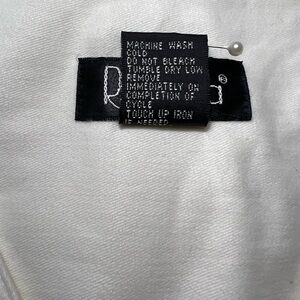 MACHINE WASH
COLD
DO NOT BLEACH
TUMBLE DRY LOW
REMOVE
IMMEDIATELY ON
COMPLETION OF
CYCLE
TOUCH UP IRON
IF NEEDED